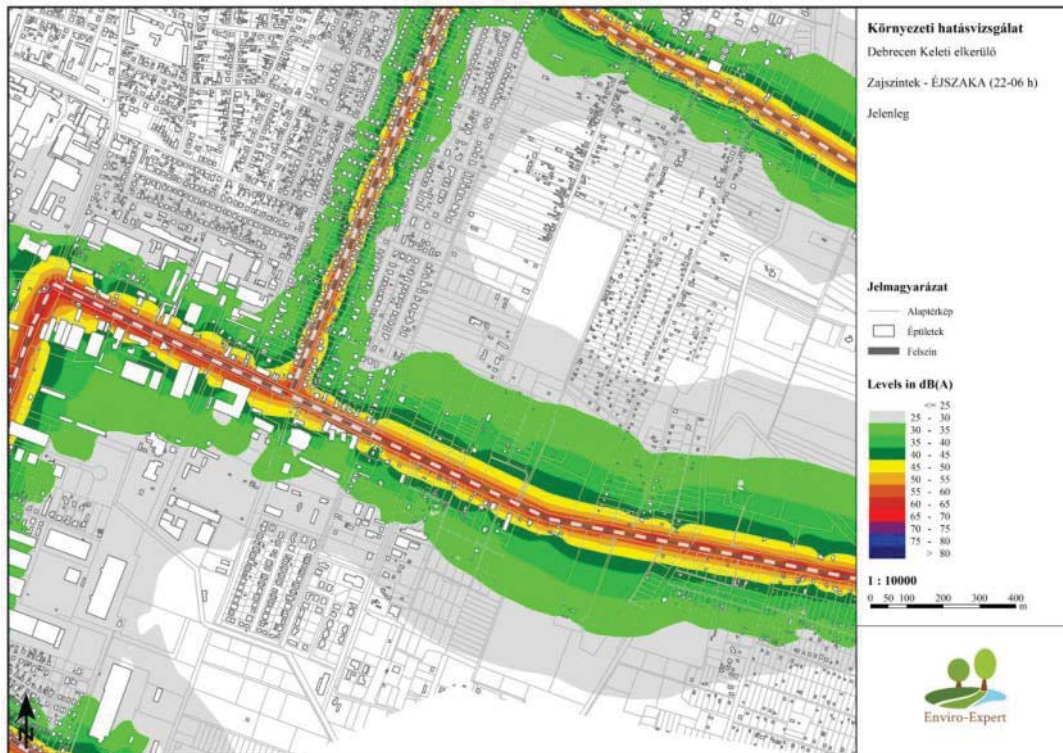 Környezeti hatásvizsgálat
Debrecen Keleti elkerülő
Zajszintek - ÉJSZAKA (22-06 h)
Jelenleg
Jelmagyarázat
Alaptérkép
Épületek
Felszín
Levels in dB(A)
<= 25
25 - 30
30 - 35
35 - 40
40 - 45
45 - 50
50 - 55
55 - 60
60 - 65
65 - 70
70 - 75
75 - 80
> 80
1 : 10000
0 50 100 200 300 400
m
Enviro-Expert